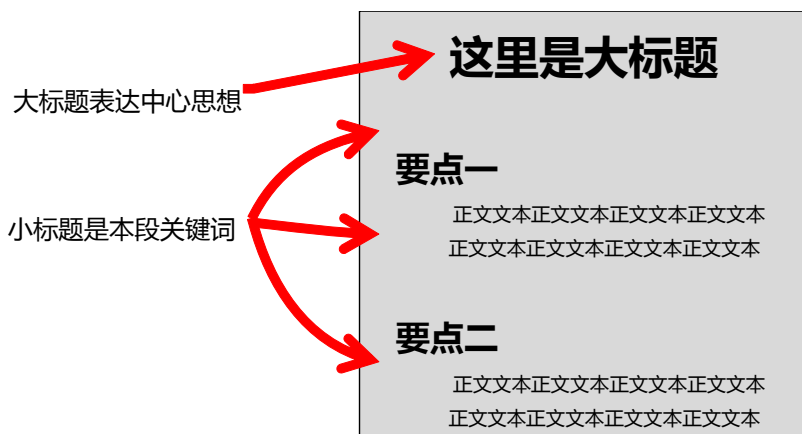 这里是大标题
大标题表达中心思想
要点一
正文文本正文文本正文文本正文文本
小标题是本段关键词
正文文本正文文本正文文本正文文本
要点二
正文文本正文文本正文文本正文文本
正文文本正文文本正文文本正文文本